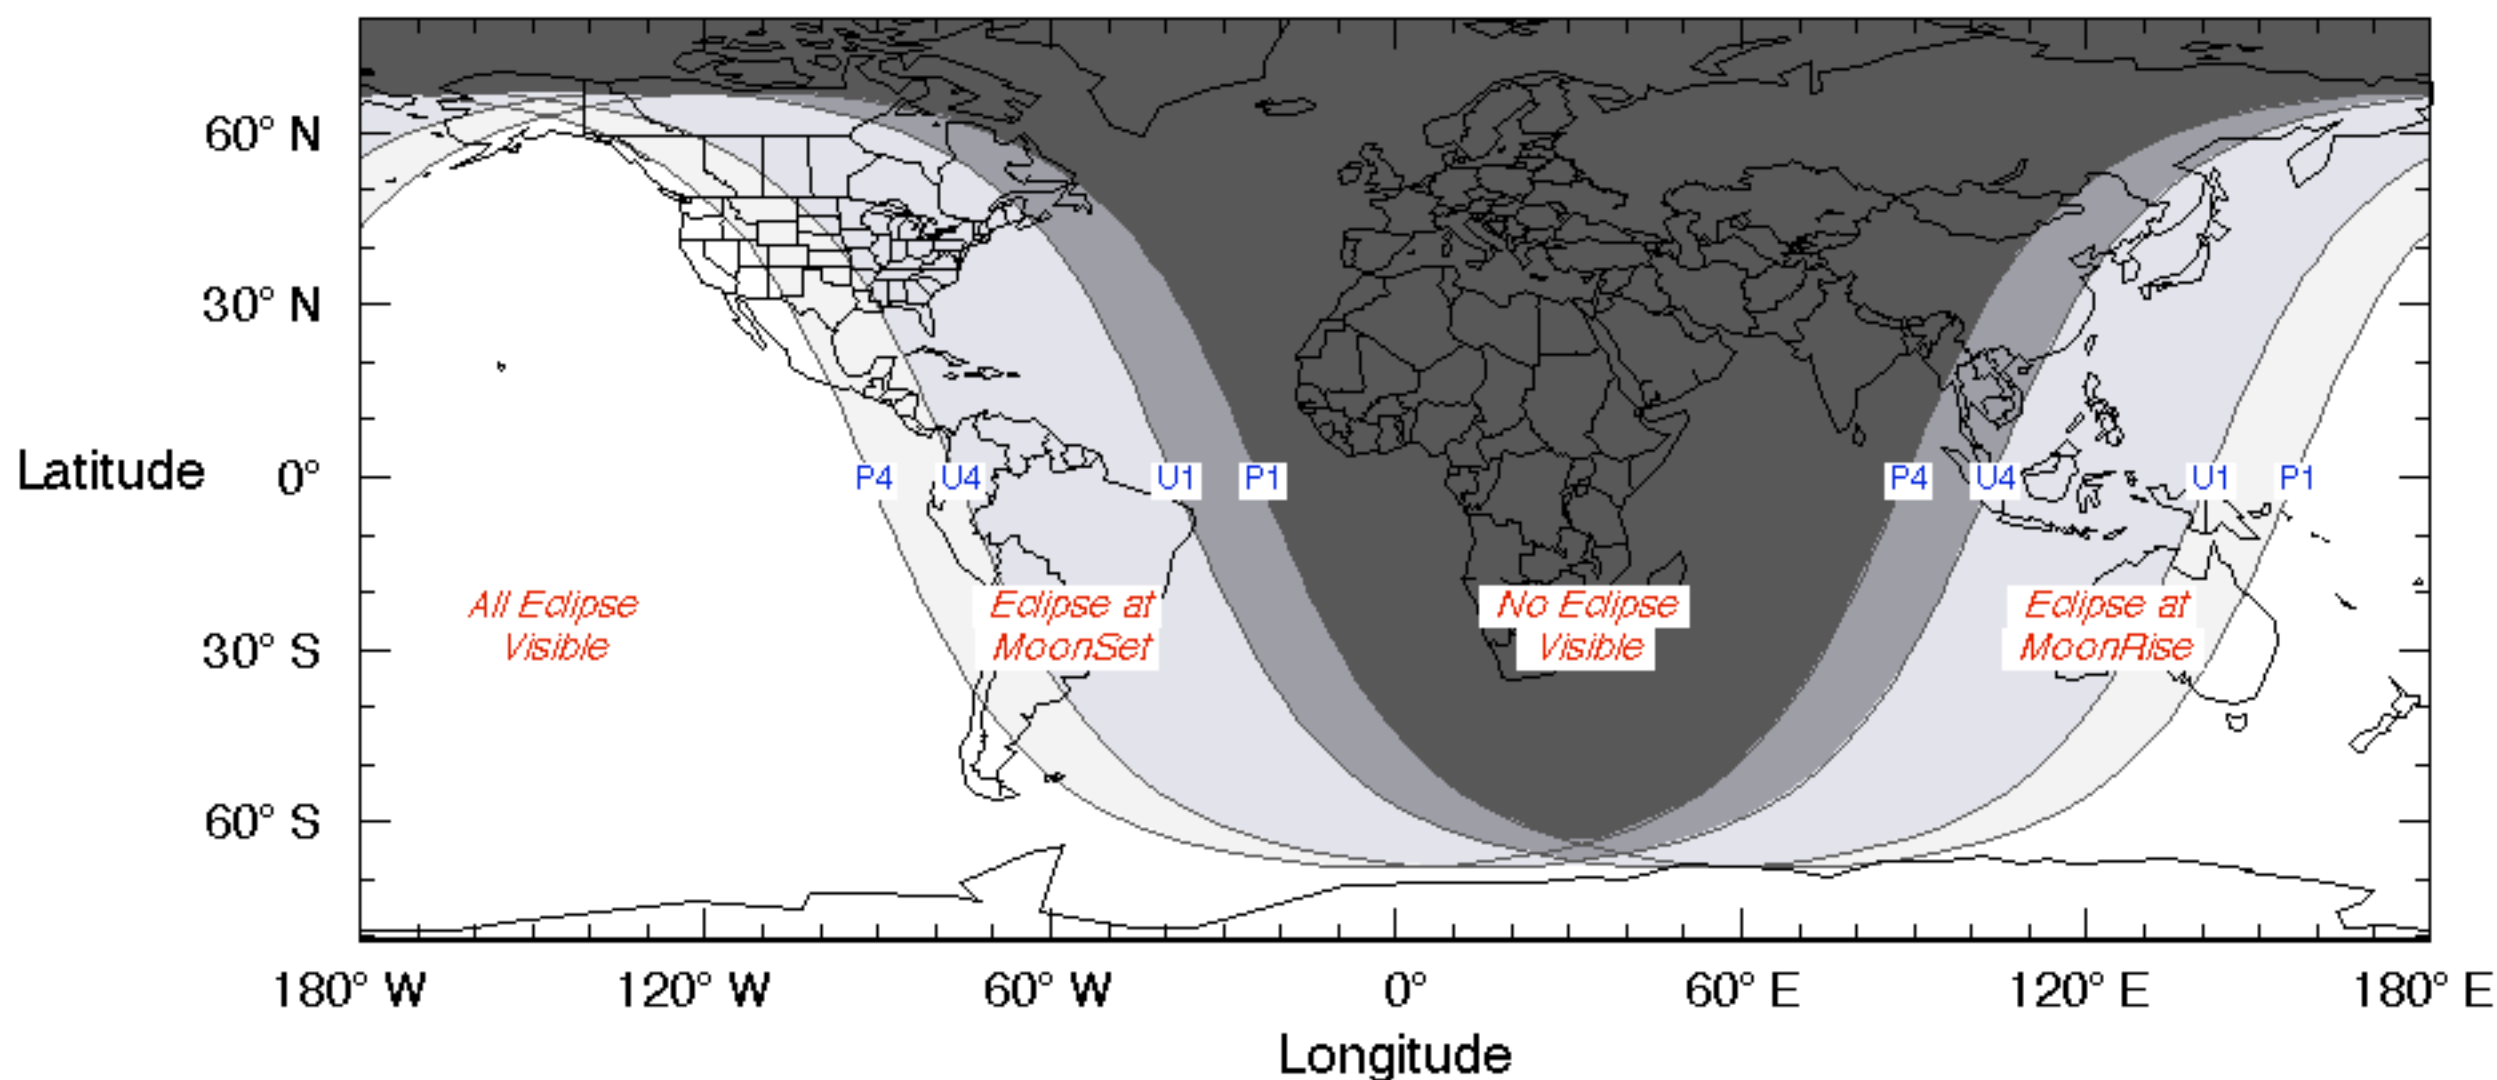 60° N
30° N
Latitude
0°
30° S
60° S
P4
U4
U1
P1
P4
U4
U1
P1
All Eclipse
Visible
Eclipse at
MoonSet
No Eclipse
Visible
Eclipse at
MoonRise
180° W
120° W
60° W
0°
60° E
120° E
180° E
Longitude